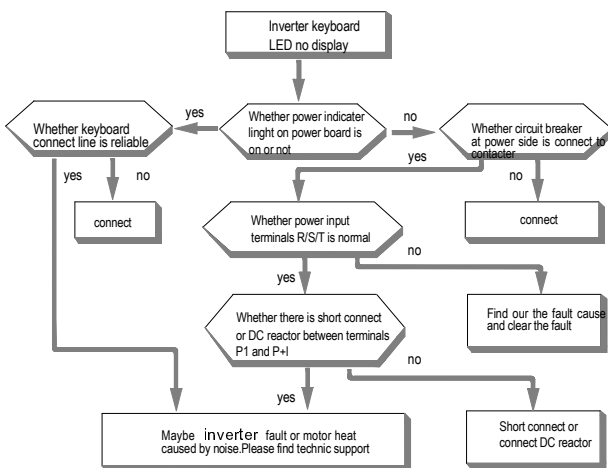 Inverter keyboard
LED no display
yes
no
Whether keyboard
connect line is reliable
Whether power indicater
linght on power board is
on or not
Whether circuit breaker
at power side is connect to
contacter
yes
no
yes
no
connect
Whether power input
terminals R/S/T is normal
connect
yes
no
Whether there is short connect
or DC reactor between terminals
P1 and P+I
Find our the fault cause
and clear the fault
yes
no
Maybe inverter fault or motor heat
caused by noise.Please find technic support
Short connect or
connect DC reactor